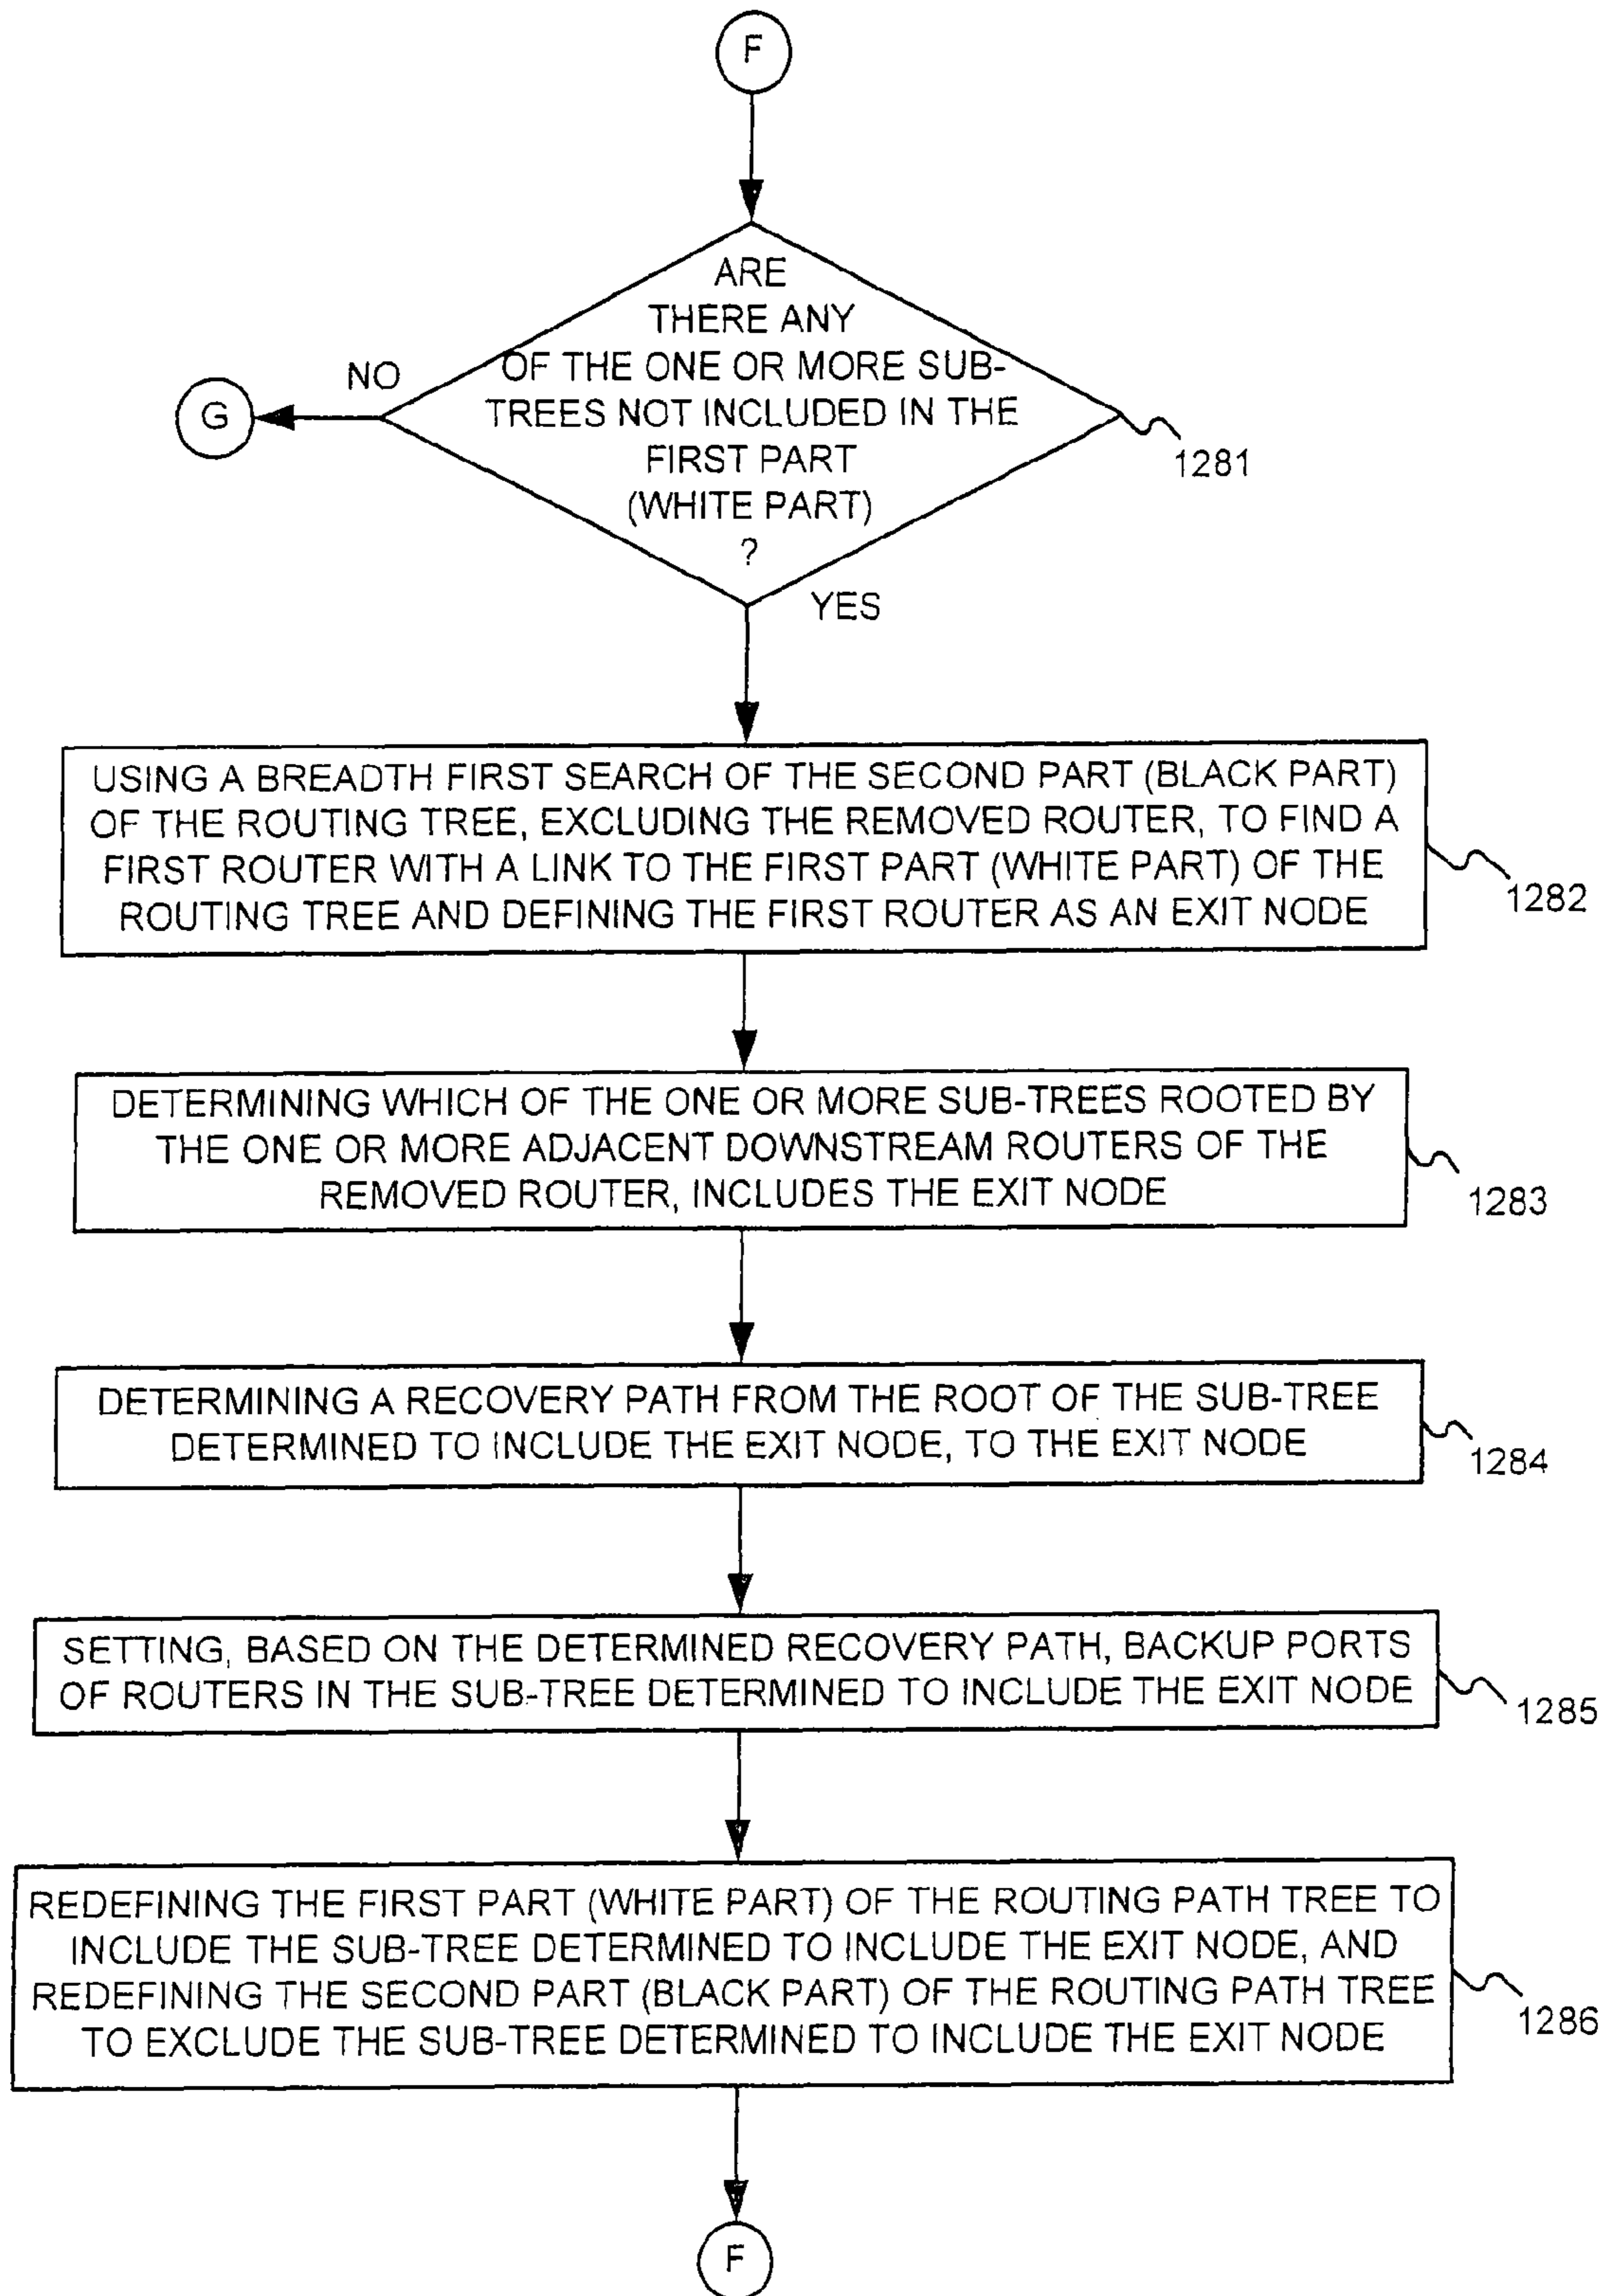 F
ARE
THERE ANY
OF THE ONE OR MORE SUB-
TREES NOT INCLUDED IN THE
FIRST PART
(WHITE PART)
?
NO
G
1281
YES
USING A BREADTH FIRST SEARCH OF THE SECOND PART (BLACK PART)
OF THE ROUTING TREE, EXCLUDING THE REMOVED ROUTER, TO FIND A
FIRST ROUTER WITH A LINK TO THE FIRST PART (WHITE PART) OF THE
ROUTING TREE AND DEFINING THE FIRST ROUTER AS AN EXIT NODE
1282
DETERMINING WHICH OF THE ONE OR MORE SUB-TREES ROOTED BY
THE ONE OR MORE ADJACENT DOWNSTREAM ROUTERS OF THE
REMOVED ROUTER, INCLUDES THE EXIT NODE
1283
DETERMINING A RECOVERY PATH FROM THE ROOT OF THE SUB-TREE
DETERMINED TO INCLUDE THE EXIT NODE, TO THE EXIT NODE
1284
SETTING, BASED ON THE DETERMINED RECOVERY PATH, BACKUP PORTS
OF ROUTERS IN THE SUB-TREE DETERMINED TO INCLUDE THE EXIT NODE
1285
REDEFINING THE FIRST PART (WHITE PART) OF THE ROUTING PATH TREE TO
INCLUDE THE SUB-TREE DETERMINED TO INCLUDE THE EXIT NODE, AND
REDEFINING THE SECOND PART (BLACK PART) OF THE ROUTING PATH TREE
TO EXCLUDE THE SUB-TREE DETERMINED TO INCLUDE THE EXIT NODE
1286
F